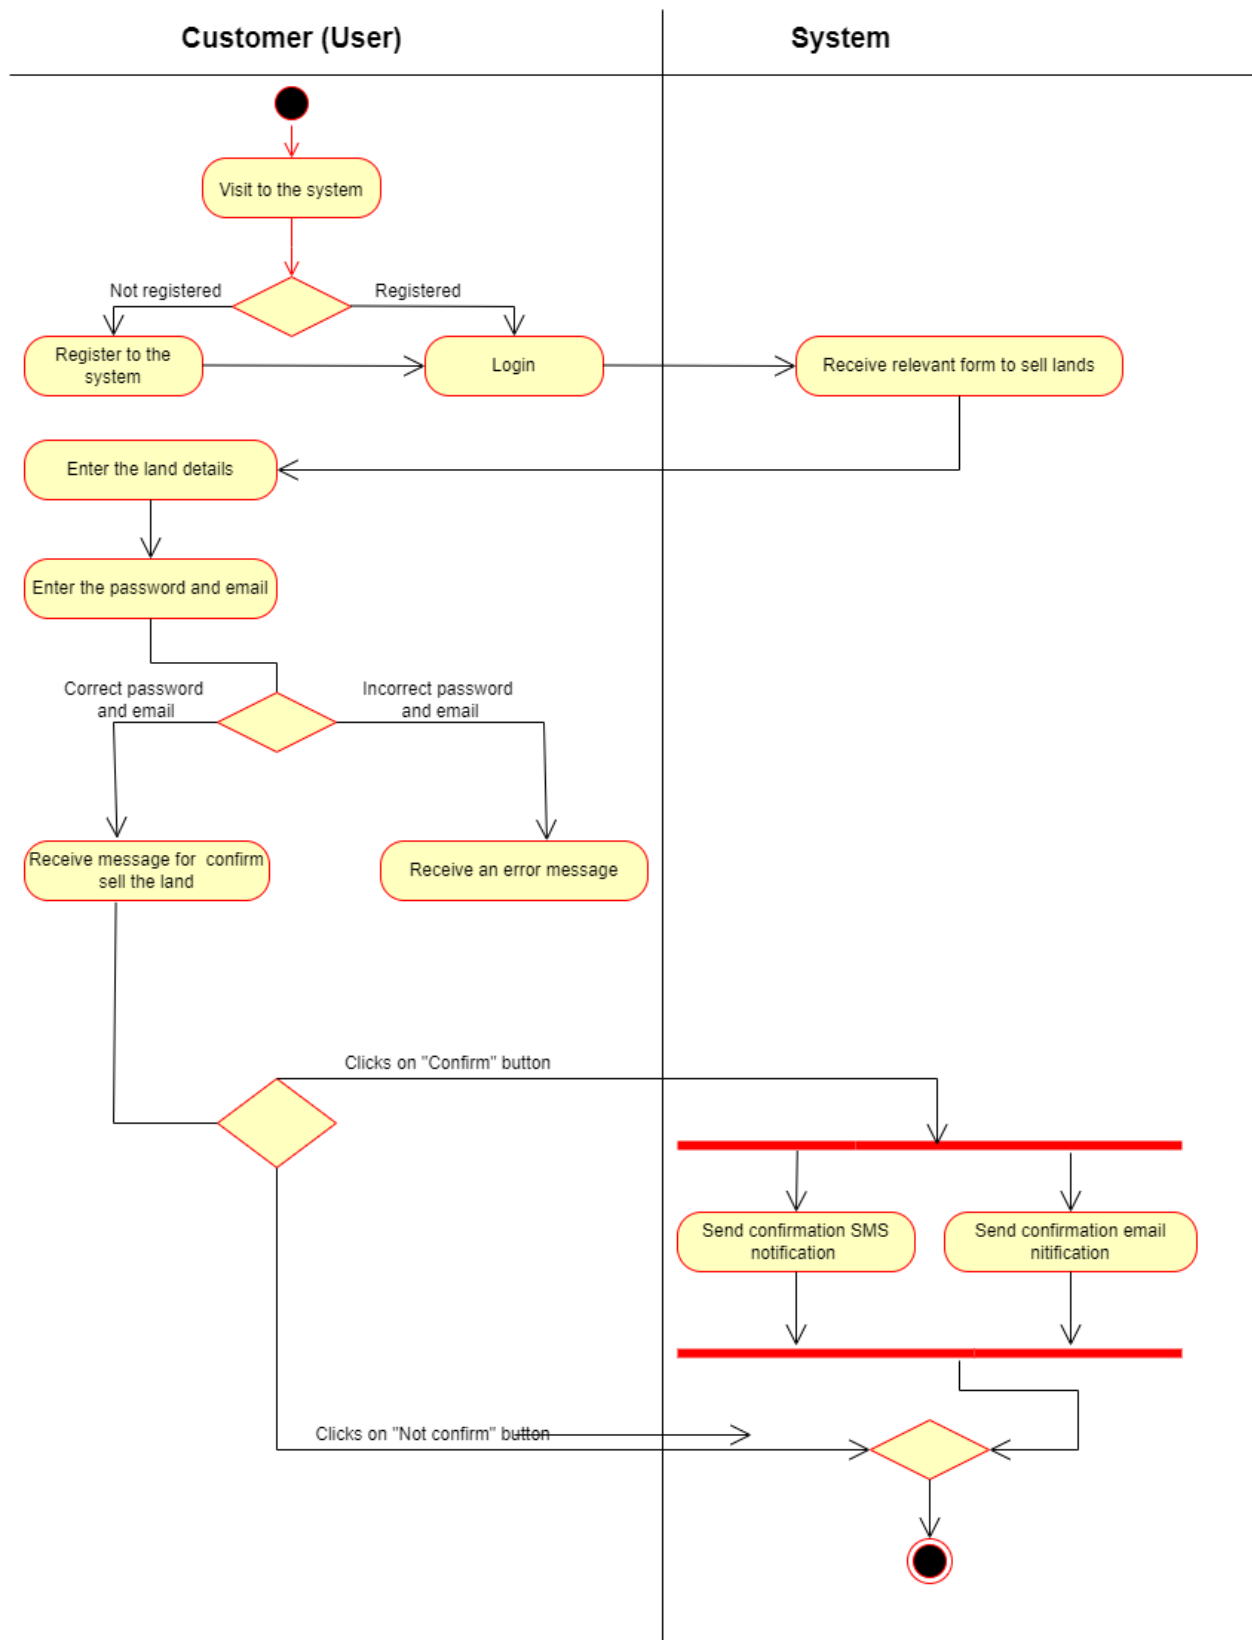 Customer (User)
System
Visit to the system
Not registered
Registered
Register to the
system
Login
Receive relevant form to sell lands
Enter the land details
Enter the password and email
Correct password
and email
Incorrect password
and email
Receive message for  confirm
sell the land
Receive an error message
Clicks on "Confirm" button
Send confirmation SMS
notification
Send confirmation email
nitification
Clicks on "Not confirm" button